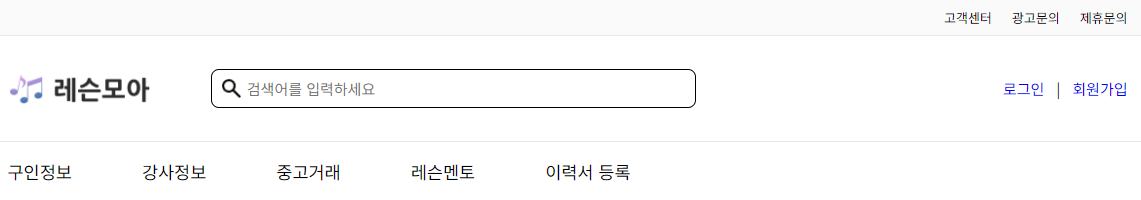 고객센터 광고문의 제휴문의
레슨모아 검색어를 입력하세요 로그인 | 회원가입
구인정보 강사정보 중고거래 레슨멘토 이력서 등록